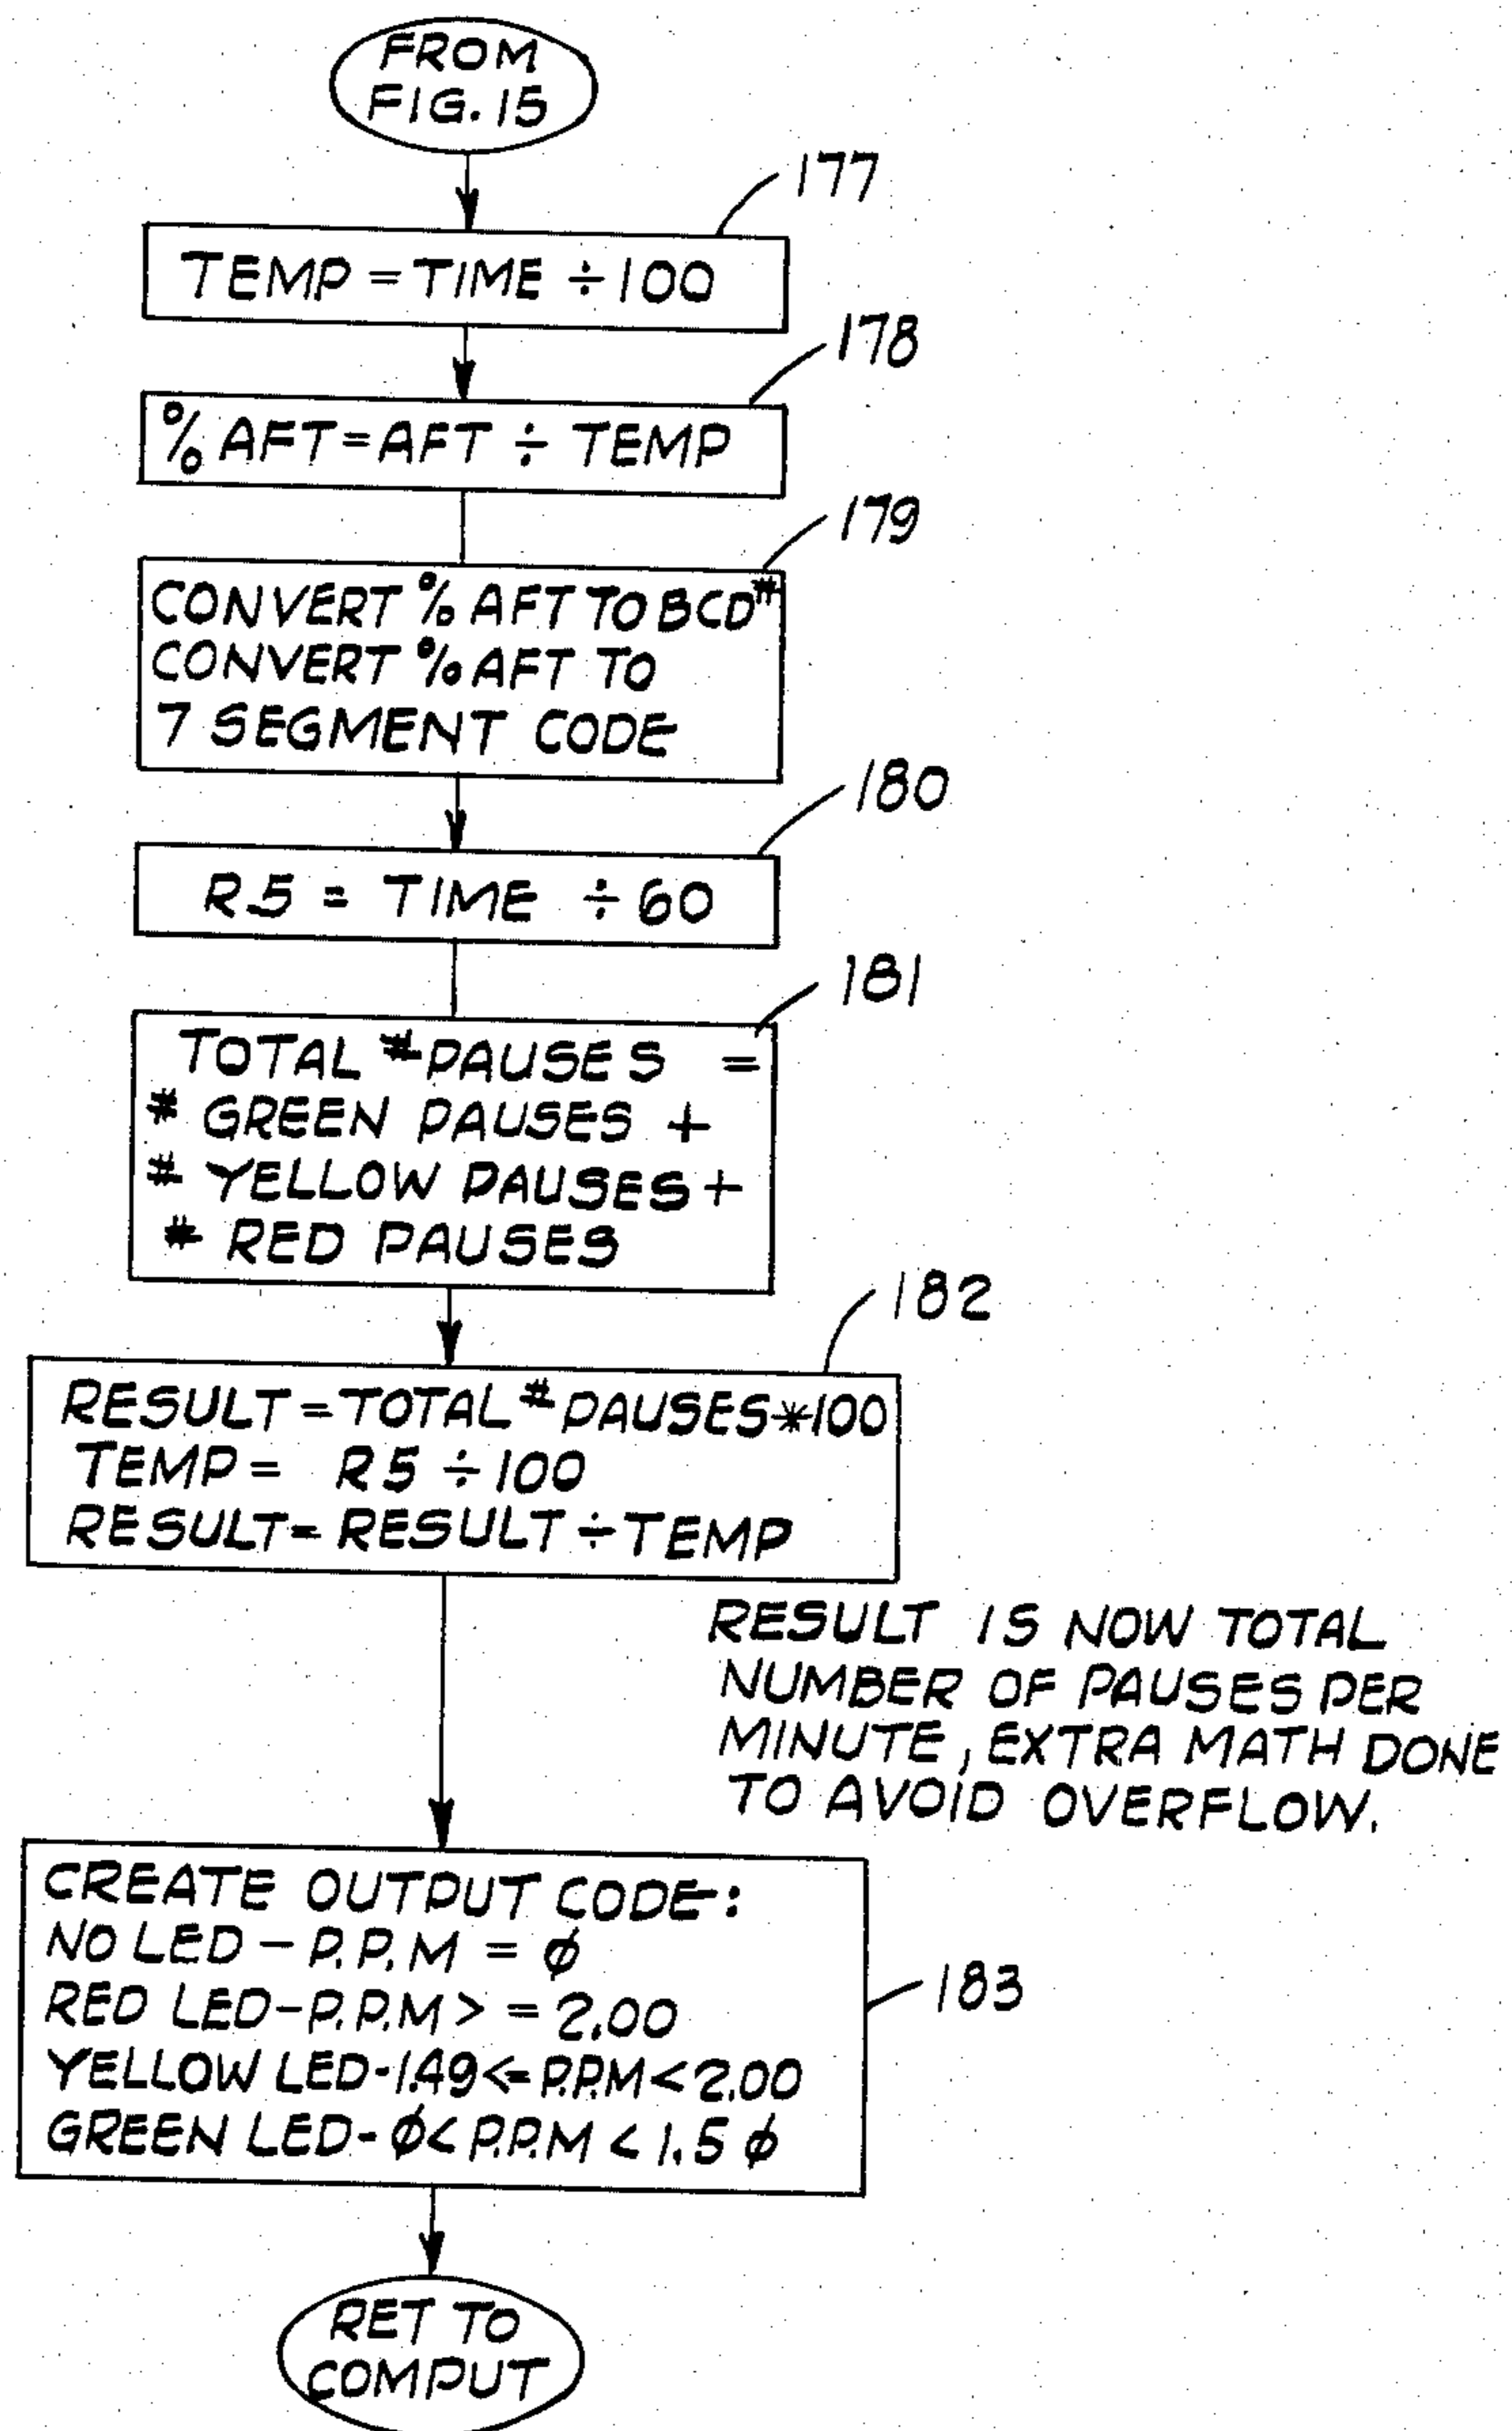 FROM
FIG. 15
177
TEMP = TIME ÷ 100
178
% AFT = AFT ÷ TEMP
179
CONVERT % AFT TO BCD#
CONVERT % AFT TO
7 SEGMENT CODE
180
R5 = TIME ÷ 60
181
TOTAL # PAUSES =
# GREEN PAUSES +
# YELLOW PAUSES +
# RED PAUSES
182
RESULT = TOTAL # PAUSES * 100
TEMP = R5 ÷ 100
RESULT = RESULT ÷ TEMP
RESULT IS NOW TOTAL
NUMBER OF PAUSES PER
MINUTE, EXTRA MATH DONE
TO AVOID OVERFLOW.
CREATE OUTPUT CODE:
NO LED - P.P.M = ϕ
RED LED - P.P.M > = 2.00
183
YELLOW LED - 1.49 <= P.P.M < 2.00
GREEN LED - ϕ < P.P.M < 1.5ϕ
RET TO
COMPUT